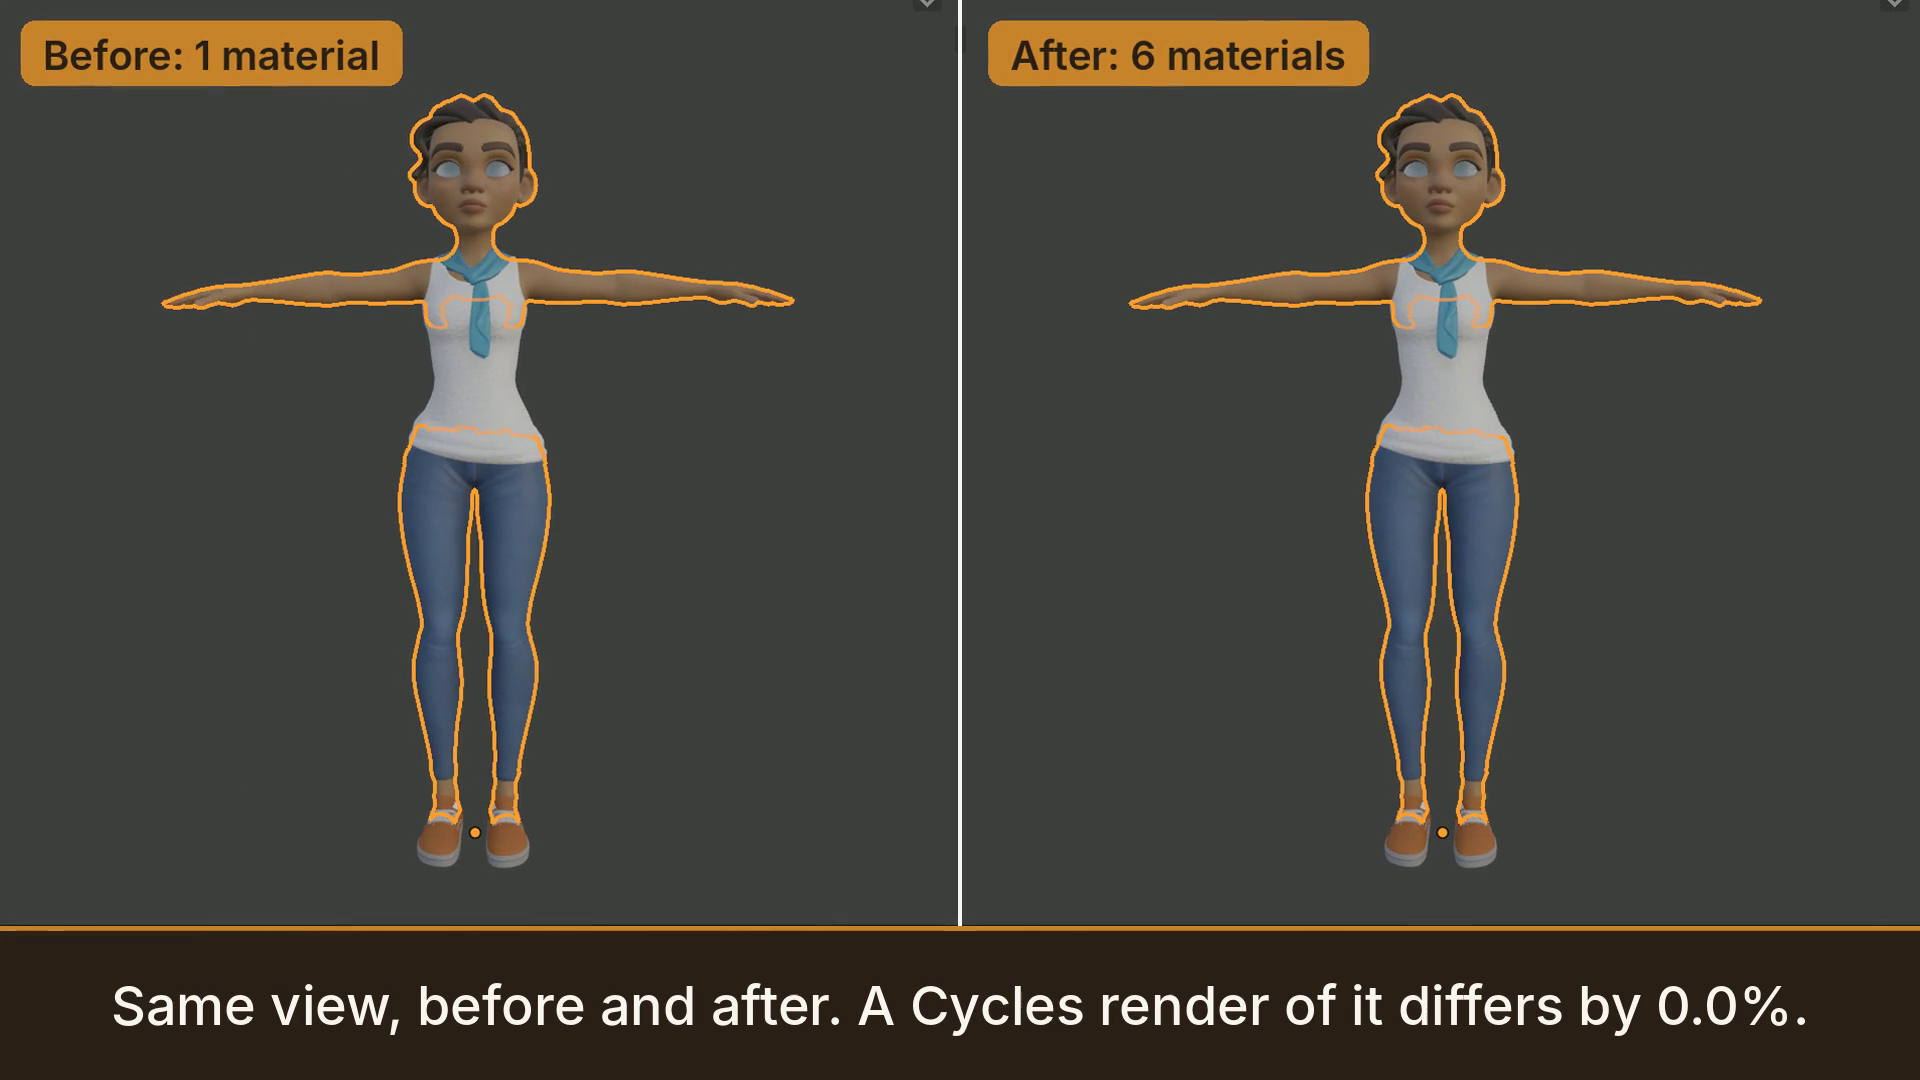 Before: 1 material
After: 6 materials
Same view, before and after. A Cycles render of it differs by 0.0%.